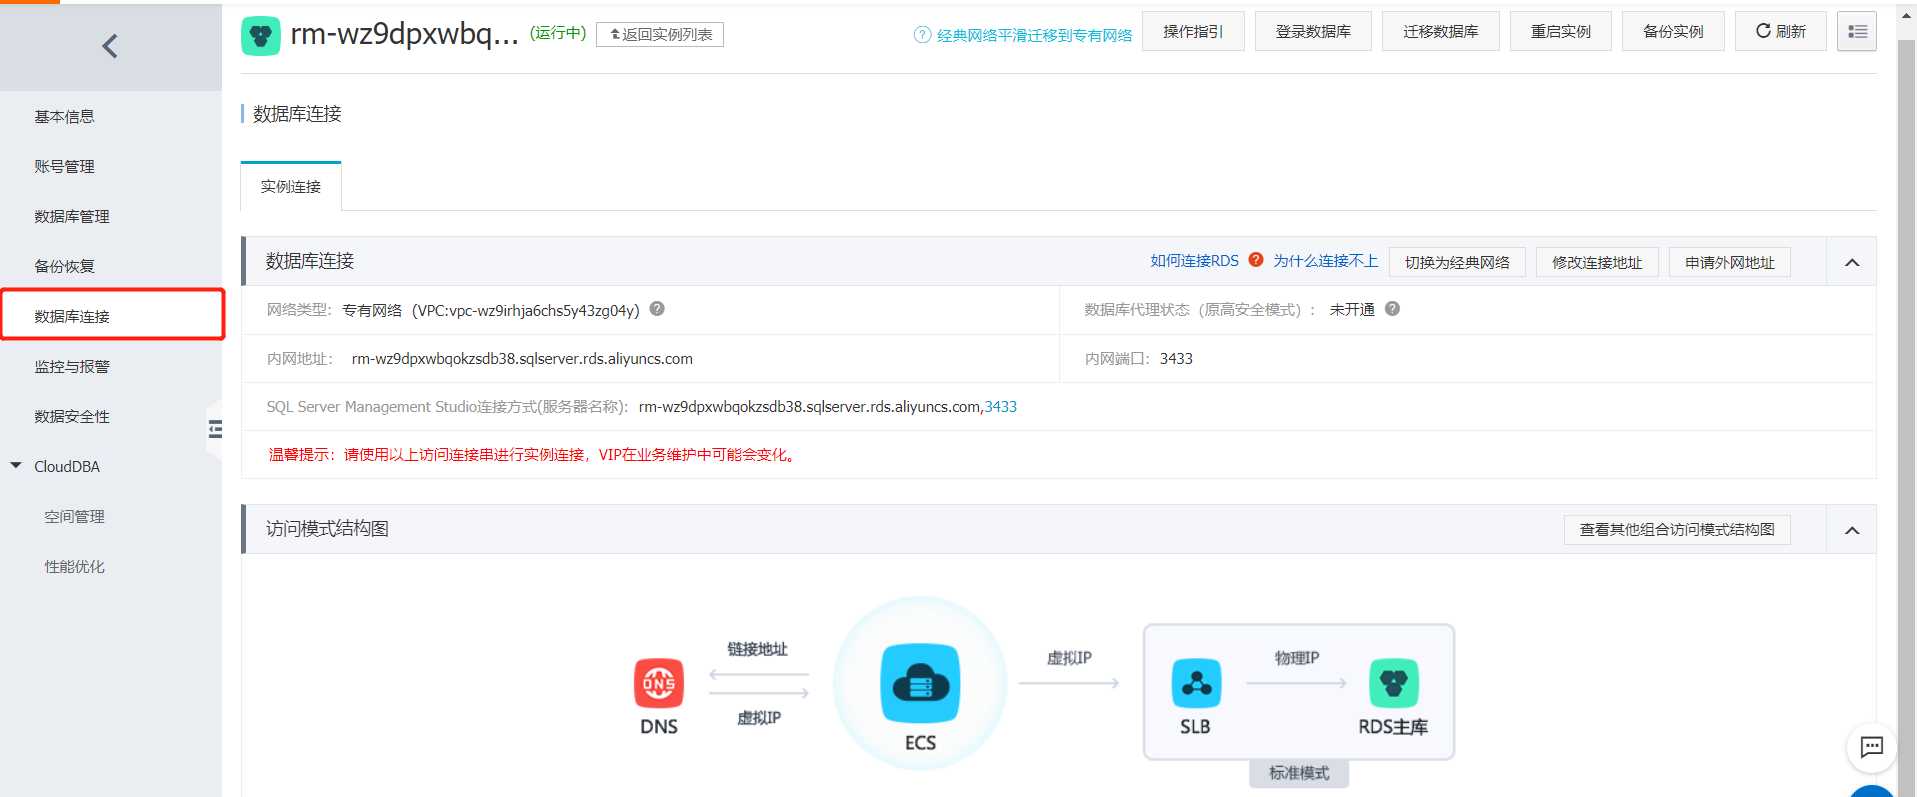 rm-wz9dpxwbq... (运行中) 返回实例列表 经典网络平滑迁移到专有网络 操作指引 登录数据库 迁移数据库 重启实例 备份实例 刷新
基本信息
账号管理
数据库管理
备份恢复
数据库连接
监控与报警
数据安全性
CloudDBA
空间管理
性能优化
数据库连接
实例连接
数据库连接 如何连接RDS 为什么连接不上 切换为经典网络 修改连接地址 申请外网地址
网络类型: 专有网络 (VPC:vpc-wz9irhja6chs5y43zg04y) 数据库代理状态（原高安全模式）: 未开通
内网地址: rm-wz9dpxwbqokzsdb38.sqlserver.rds.aliyuncs.com 内网端口: 3433
SQL Server Management Studio连接方式(服务器名称): rm-wz9dpxwbqokzsdb38.sqlserver.rds.aliyuncs.com,3433
温馨提示：请使用以上访问连接串进行实例连接，VIP在业务维护中可能会变化。
访问模式结构图 查看其他组合访问模式结构图
链接地址
虚拟IP
DNS
DNS
ECS
虚拟IP
物理IP
SLB
RDS主库
标准模式